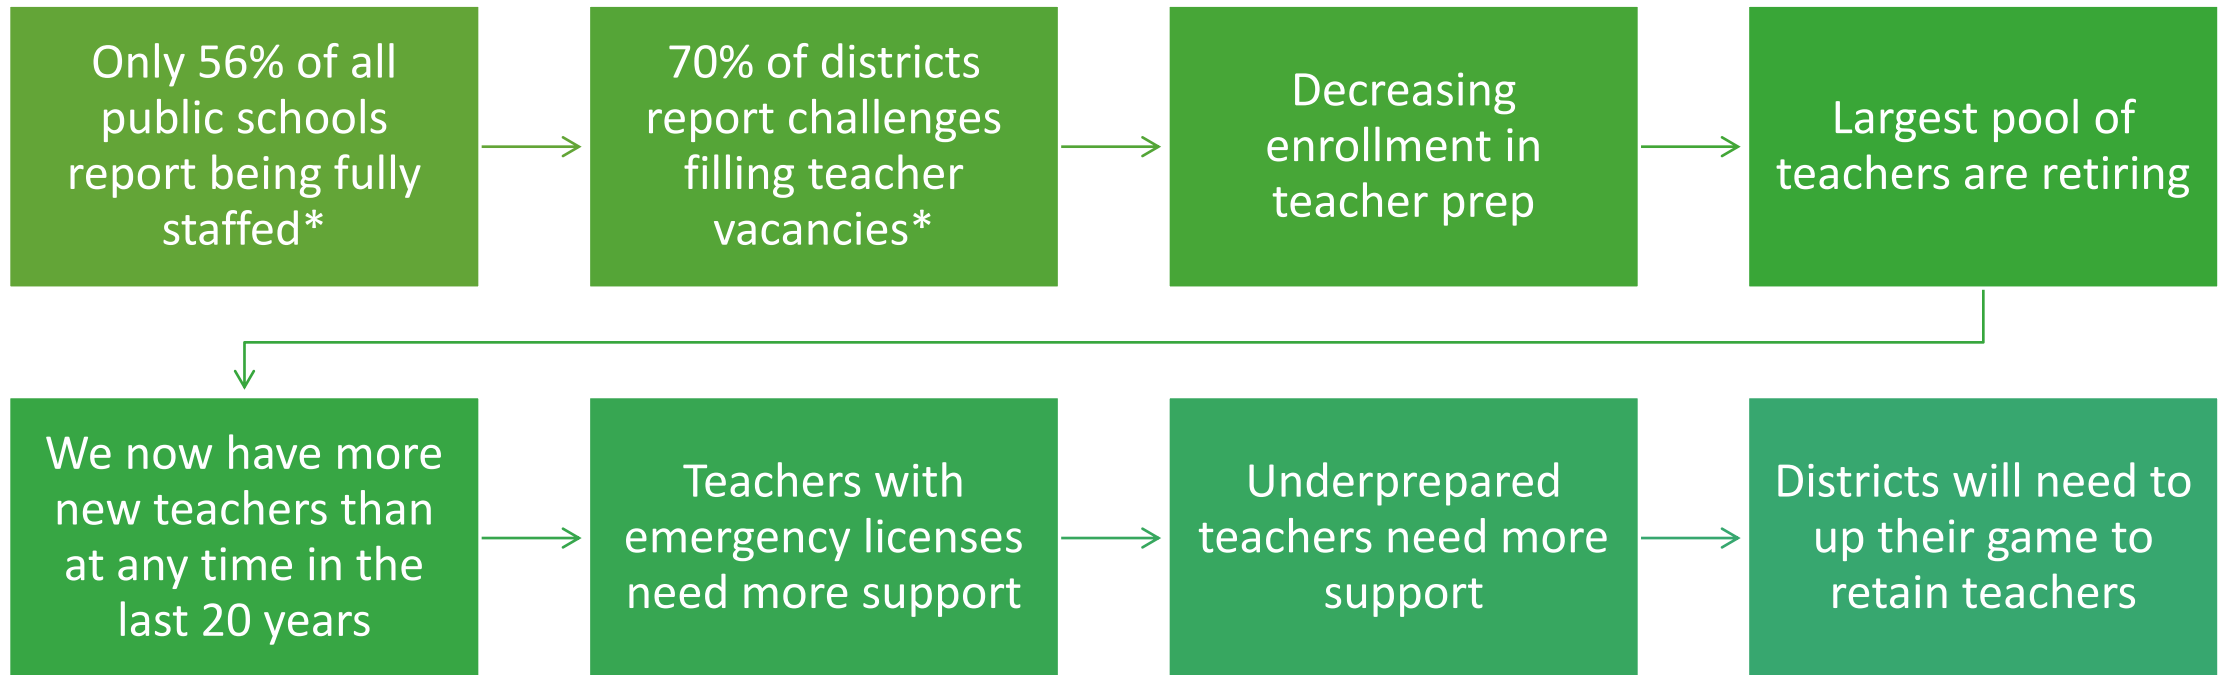 Only 56% of all
public schools
report being fully
staffed*
70% of districts
report challenges
filling teacher
vacancies*
Decreasing
enrollment in
teacher prep
Largest pool of
teachers are retiring
We now have more
new teachers than
at any time in the
last 20 years
Teachers with
emergency licenses
need more support
Underprepared
teachers need more
support
Districts will need to
up their game to
retain teachers